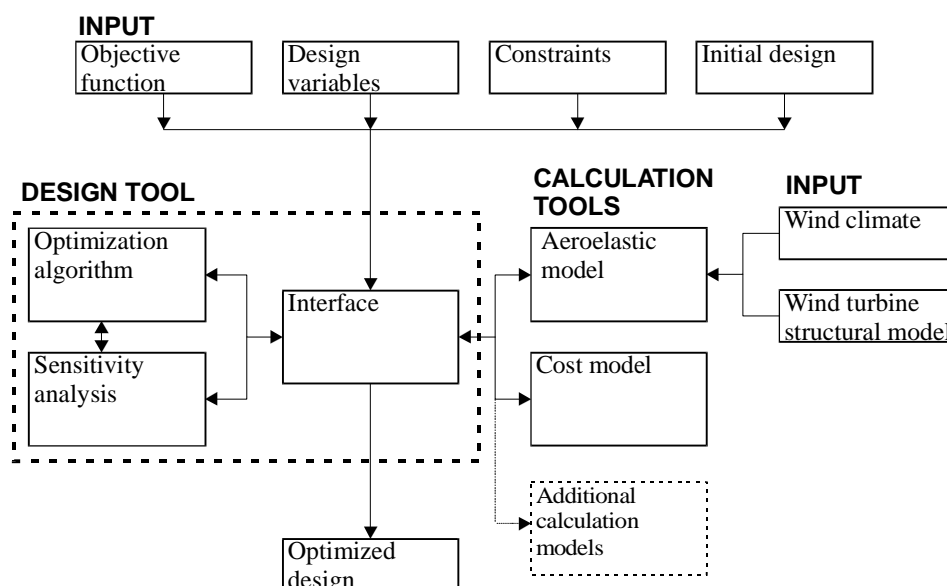 INPUT
Objective
function
Design
variables
Constraints
Initial design
DESIGN TOOL
CALCULATION
TOOLS
INPUT
Optimization
algorithm
Sensitivity
analysis
Interface
Aeroelastic
model
Cost model
Additional
calculation
models
Wind climate
Wind turbine
structural model
Optimized
design